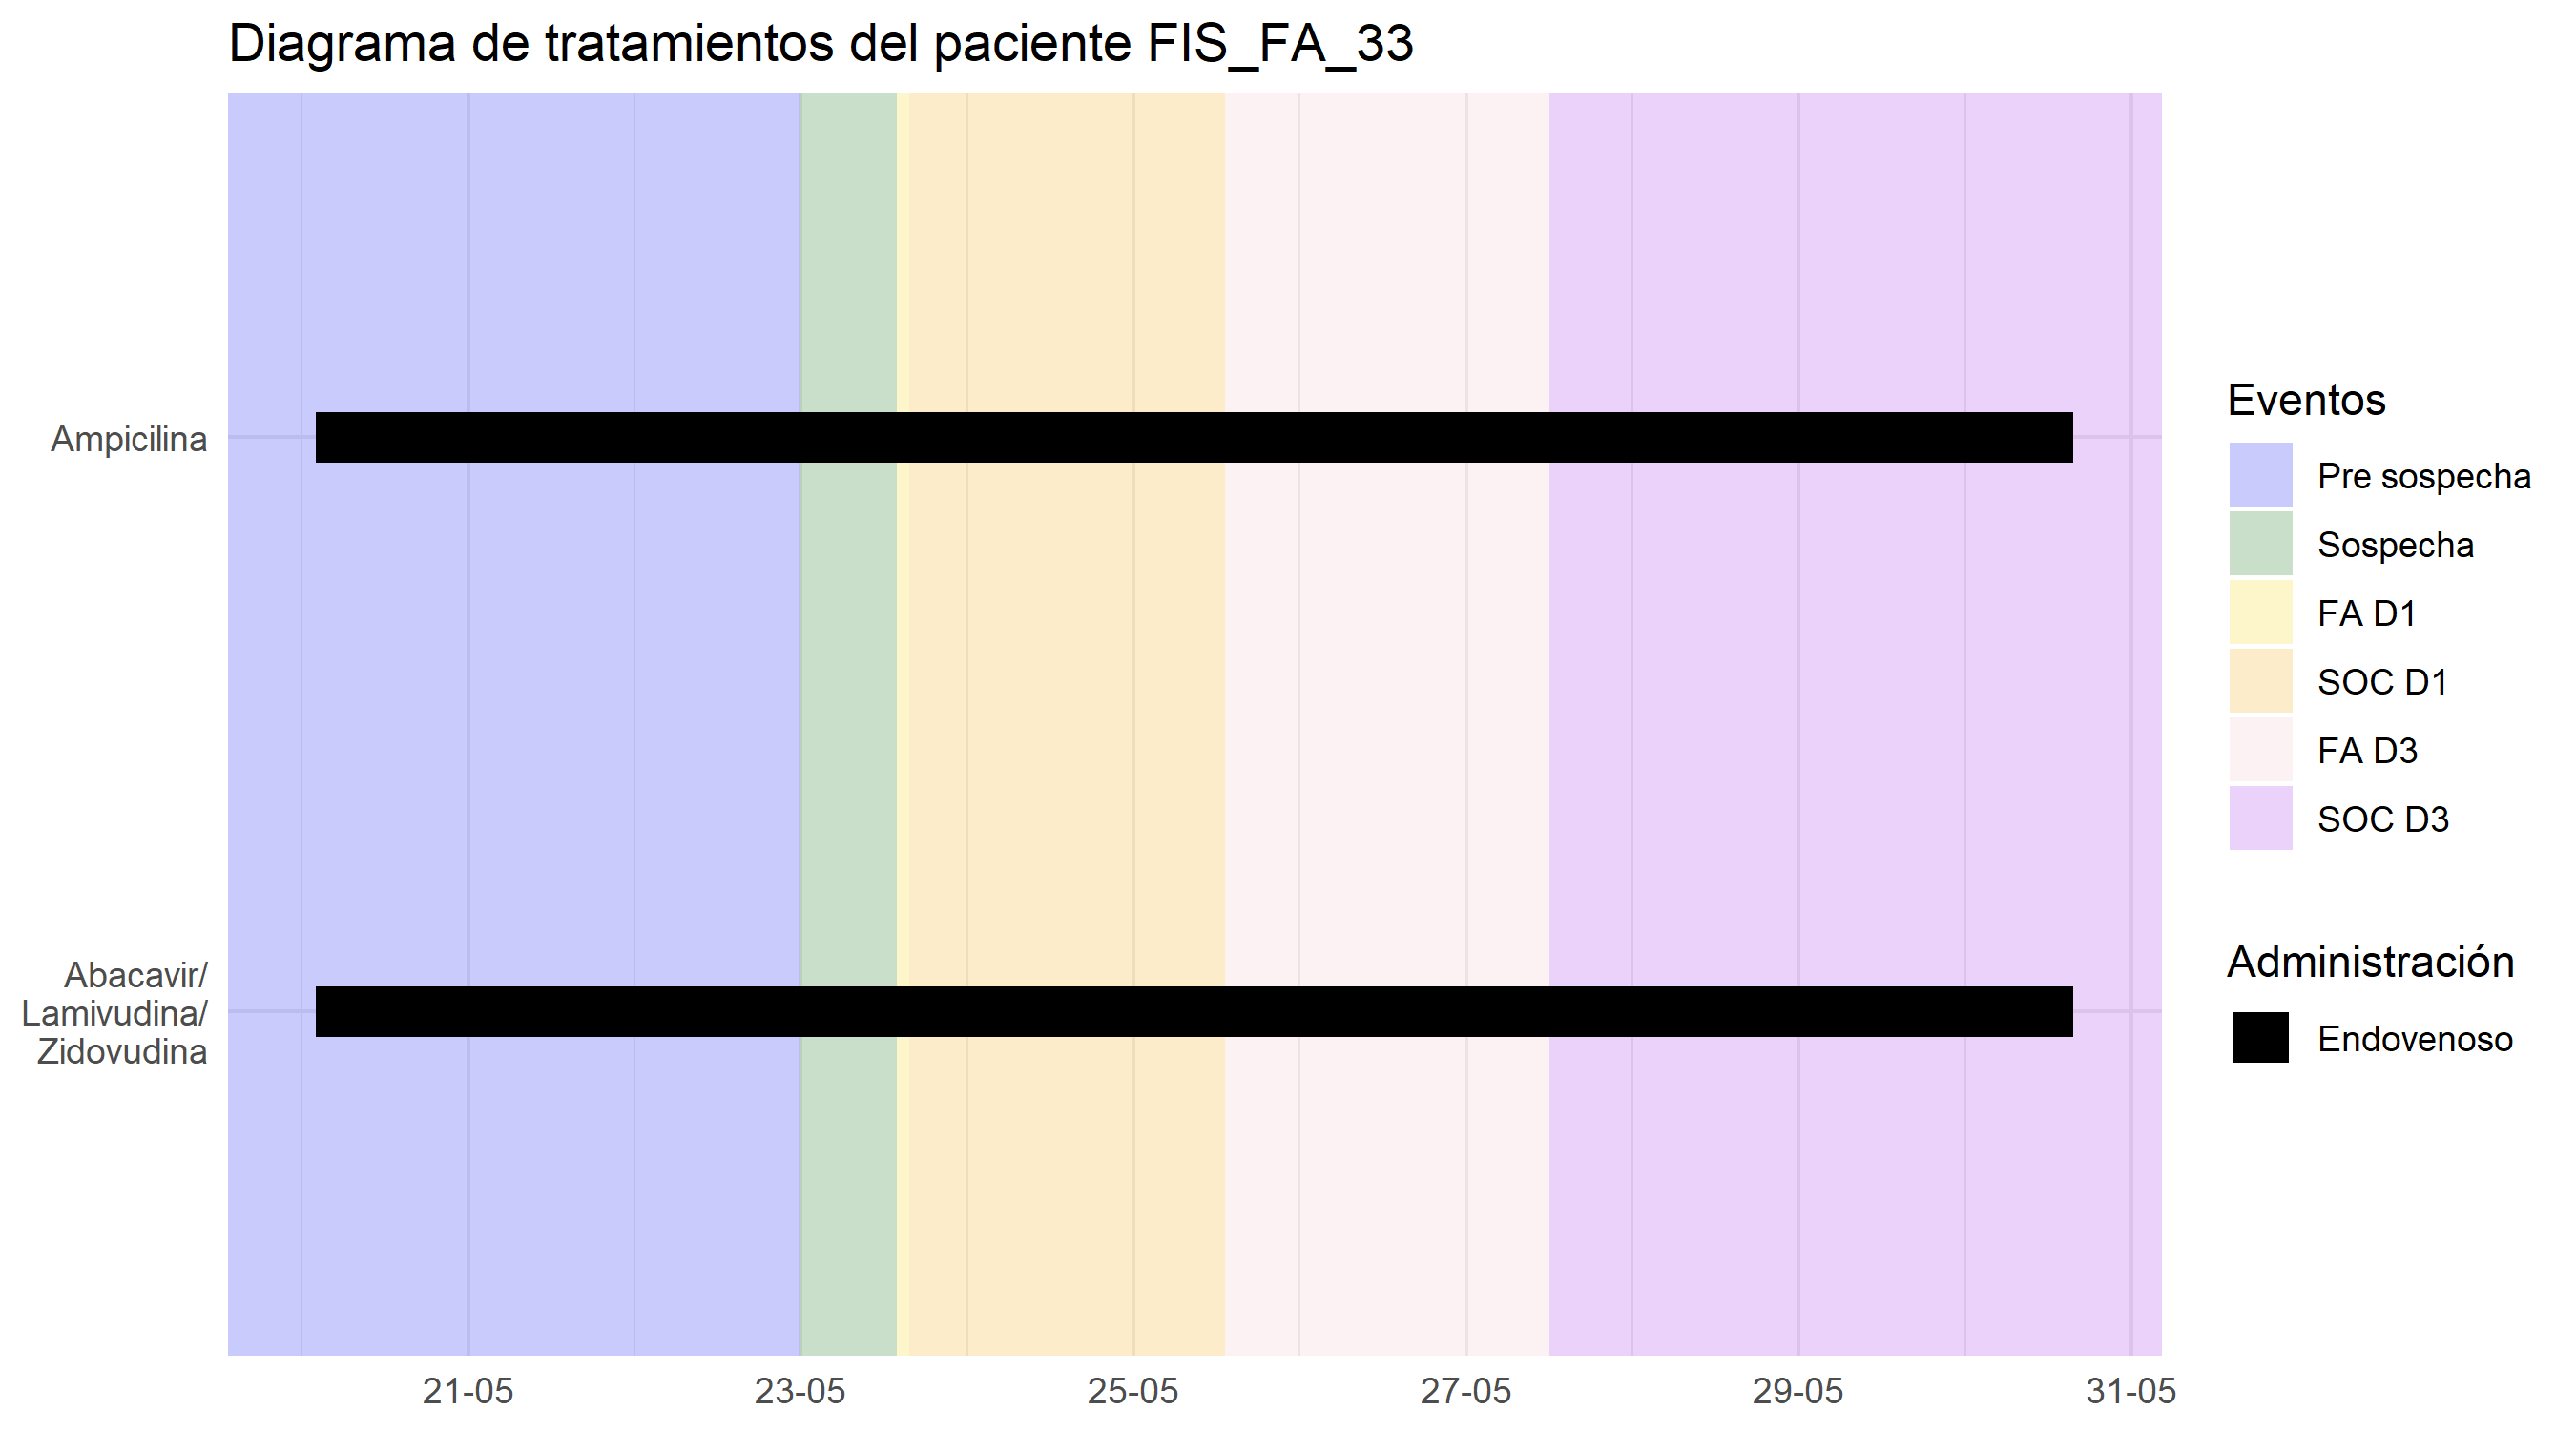 Diagrama de tratamientos del paciente FIS_FA_33
Ampicilina
Abacavir/
Lamivudina/
Zidovudina
21-05
23-05
25-05
27-05
29-05
31-05
Eventos
Pre sospecha
Sospecha
FA D1
SOC D1
FA D3
SOC D3
Administración
Endovenoso